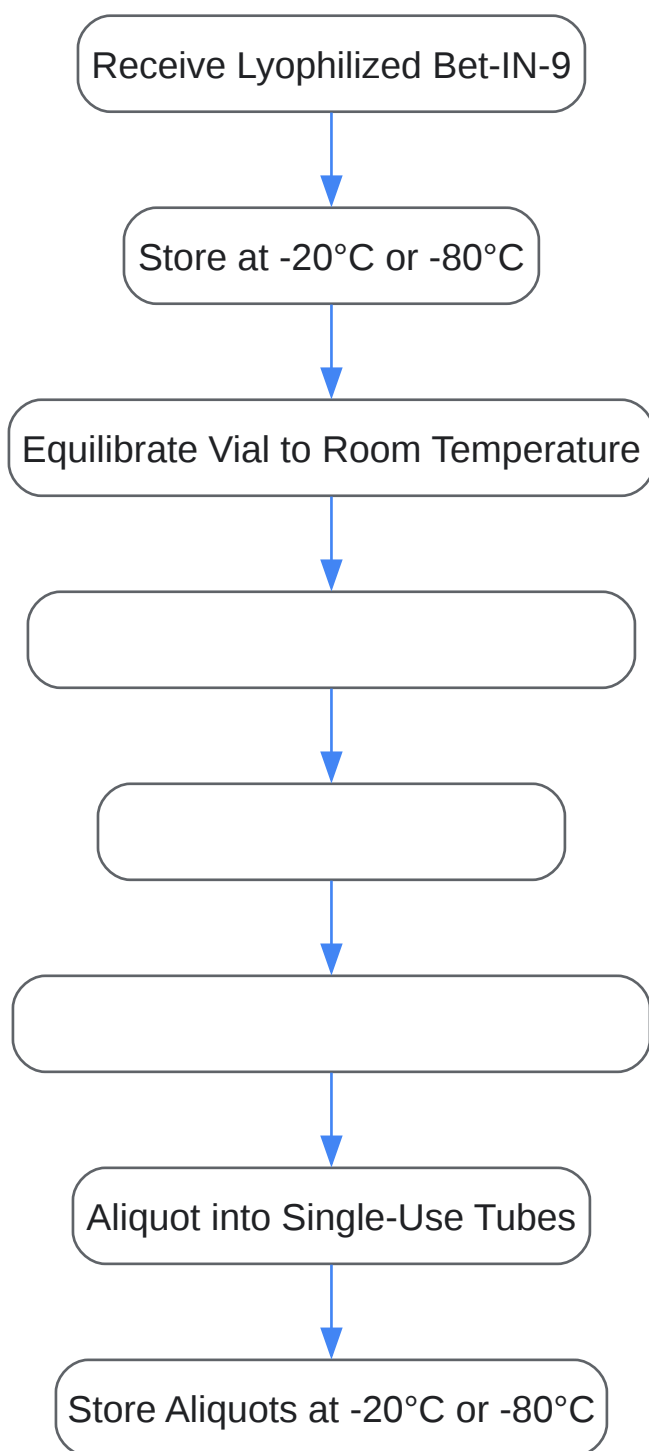 Receive Lyophilized Bet-IN-9
Store at -20°C or -80°C
Equilibrate Vial to Room Temperature
Aliquot into Single-Use Tubes
Store Aliquots at -20°C or -80°C